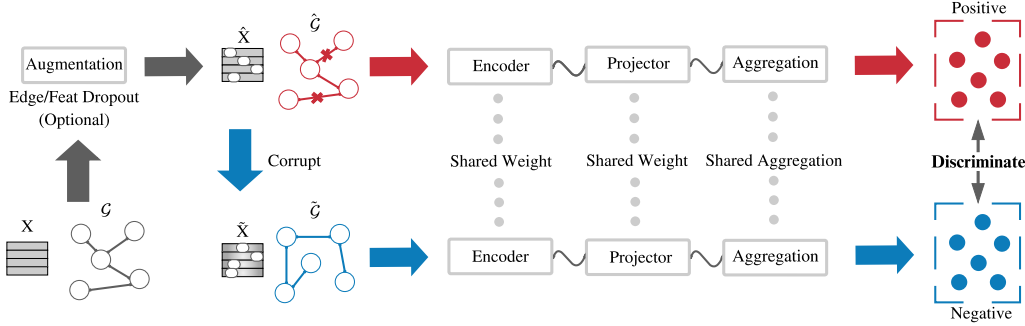 Positive
X̂
Ĝ
Augmentation
Encoder
Projector
Aggregation
Edge/Feat Dropout
(Optional)
Corrupt
Shared Weight
Shared Weight
Shared Aggregation
Discriminate
X
G
X̃
G̃
Encoder
Projector
Aggregation
Negative